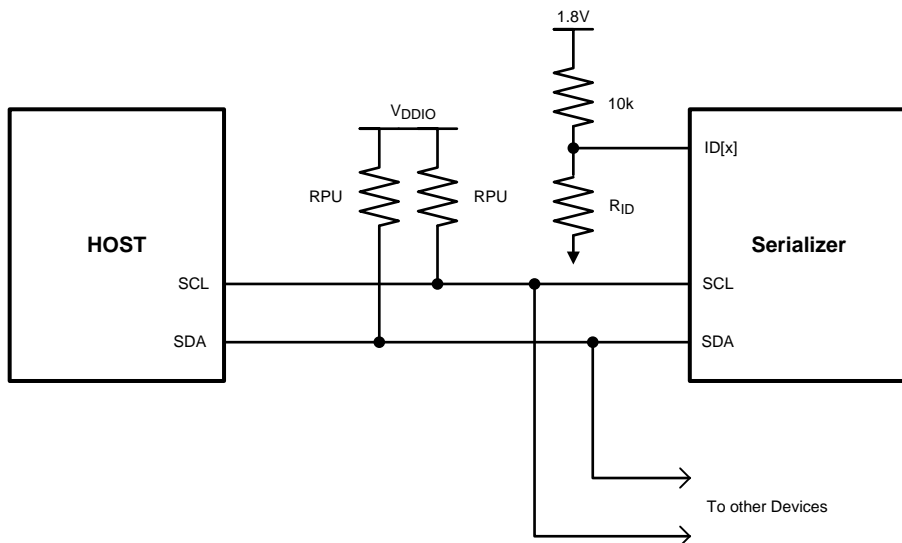 1.8V
10k
VDDIO
ID[x]
RPU
RPU
RID
HOST
Serializer
SCL
SCL
SDA
SDA
To other Devices